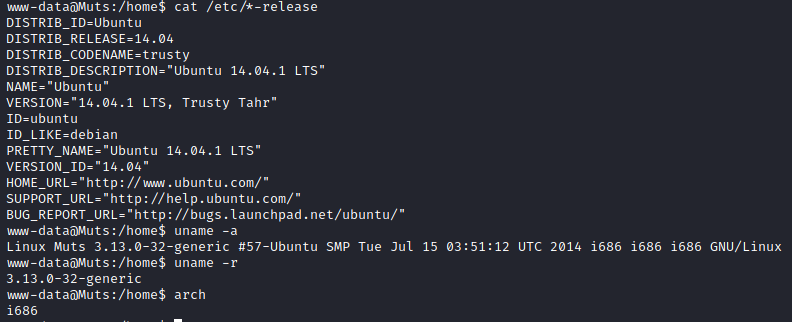 www-data@Muts:/home$ cat /etc/*-release
DISTRIB_ID=Ubuntu
DISTRIB_RELEASE=14.04
DISTRIB_CODENAME=trusty
DISTRIB_DESCRIPTION="Ubuntu 14.04.1 LTS"
NAME="Ubuntu"
VERSION="14.04.1 LTS, Trusty Tahr"
ID=ubuntu
ID_LIKE=debian
PRETTY_NAME="Ubuntu 14.04.1 LTS"
VERSION_ID="14.04"
HOME_URL="http://www.ubuntu.com/"
SUPPORT_URL="http://help.ubuntu.com/"
BUG_REPORT_URL="http://bugs.launchpad.net/ubuntu/"
www-data@Muts:/home$ uname -a
Linux Muts 3.13.0-32-generic #57-Ubuntu SMP Tue Jul 15 03:51:12 UTC 2014 i686 i686 i686 GNU/Linux
www-data@Muts:/home$ uname -r
3.13.0-32-generic
www-data@Muts:/home$ arch
i686